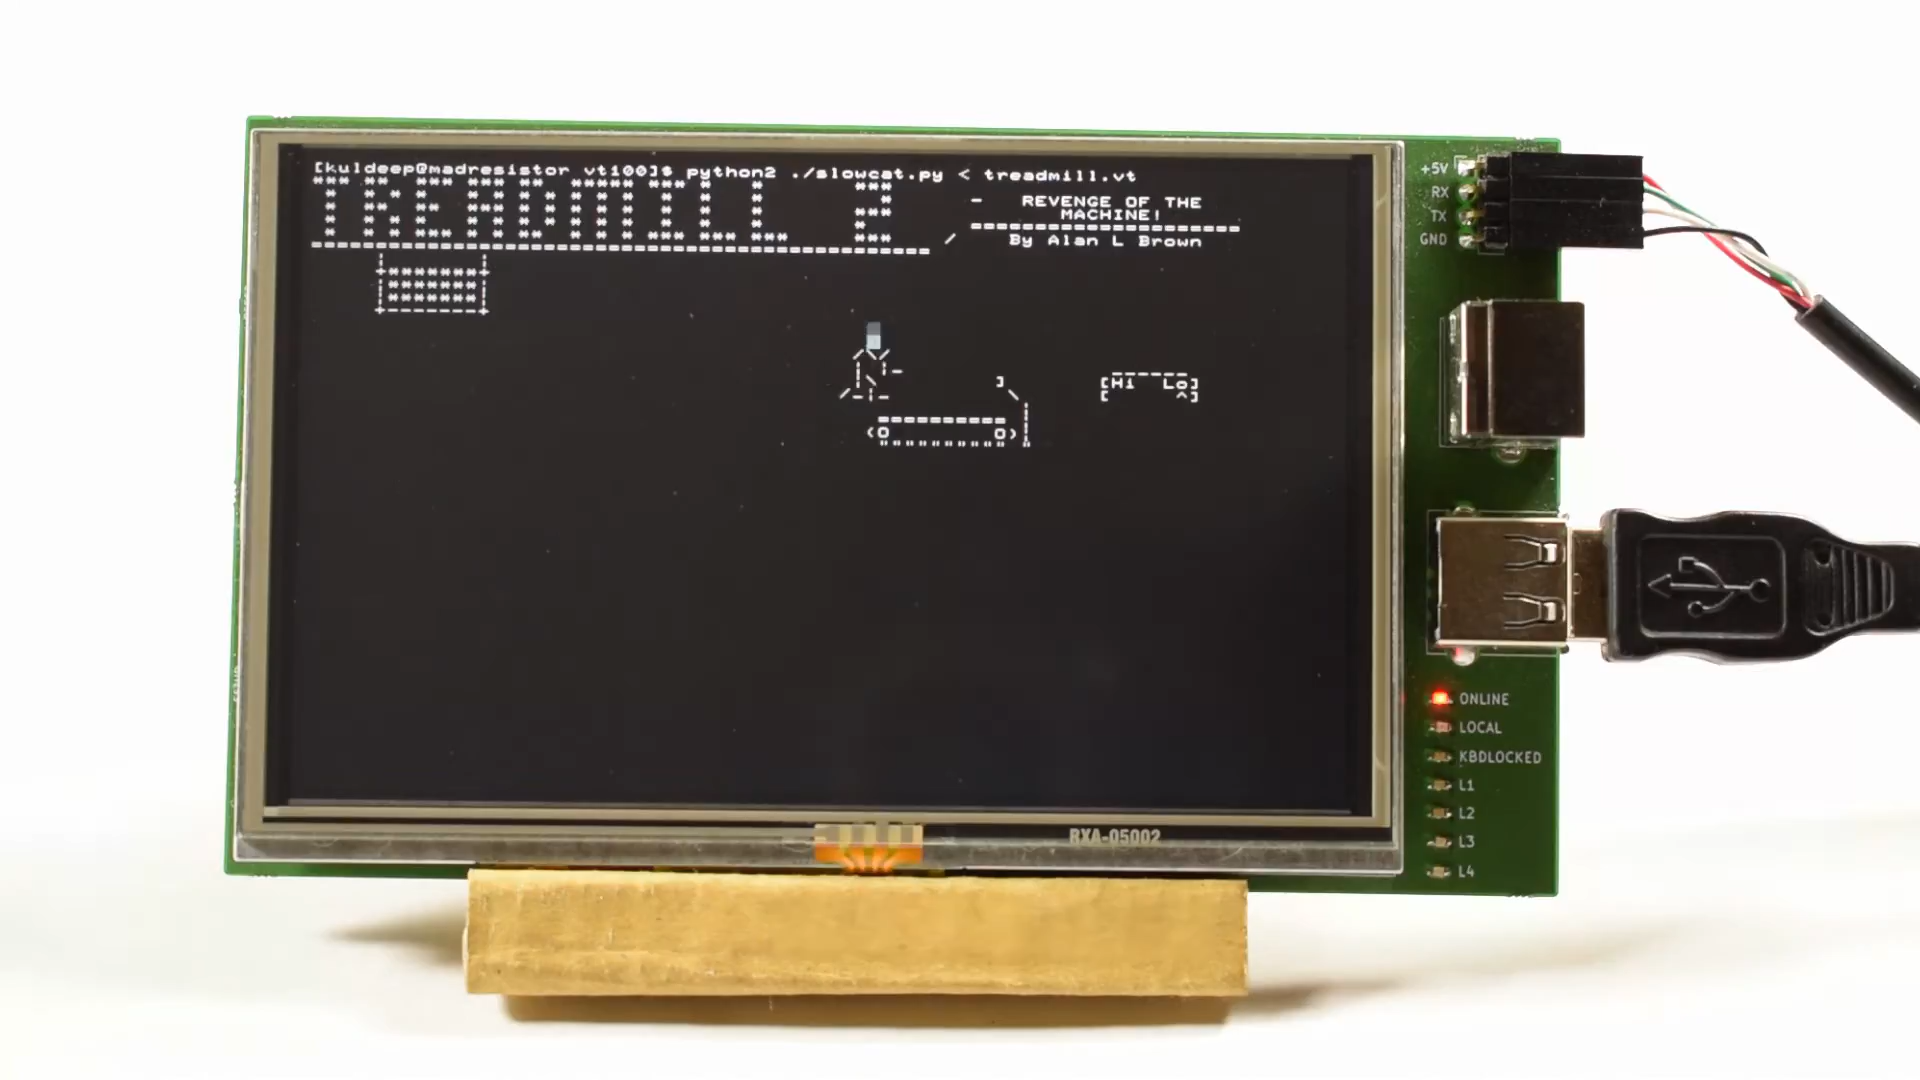 [kuldeep@madresistor vt100]$ python2 ./slowcat.py < treadmill.vt
TREADMILL 2
- REVENGE OF THE
MACHINE!
By Alan L Brown
[Hi Lo]
[ ^]
(O O)
+5V
RX
TX
GND
ONLINE
LOCAL
KBDLOCKED
L1
L2
L3
L4
RXA-05002